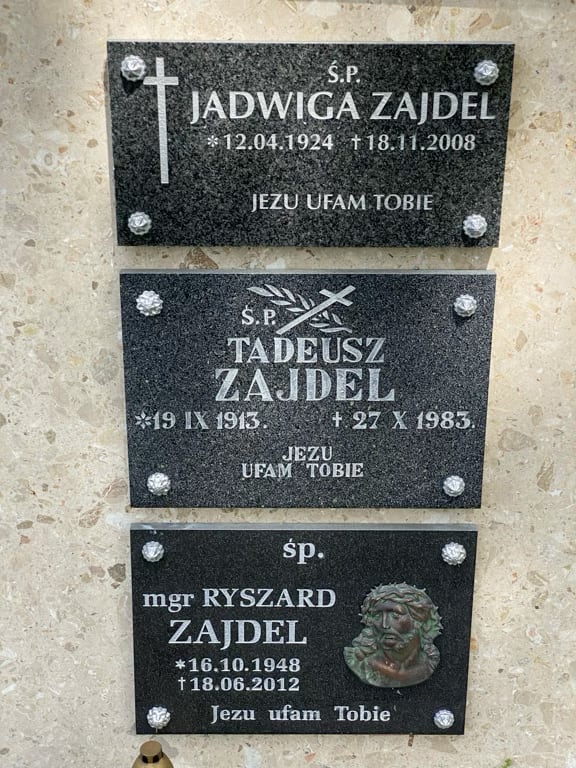 Ś.P.
JADWIGA ZAJDEL
*12.04.1924 †18.11.2008
JEZU UFAM TOBIE
Ś.P.
TADEUSZ
ZAJDEL
*19 IX 1913. † 27 X 1983.
JEZU
UFAM TOBIE
śp.
mgr RYSZARD
ZAJDEL
*16.10.1948
†18.06.2012
Jezu ufam Tobie